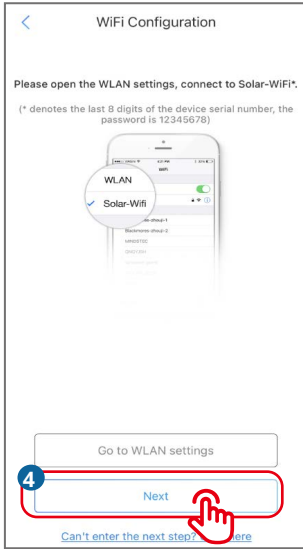 WiFi Configuration
Please open the WLAN settings, connect to Solar-WiFi*.
(* denotes the last 8 digits of the device serial number, the
password is 12345678)
WiFi
WLAN
Solar-Wifi
Go to WLAN settings
4
Next
Can't enter the next step? here